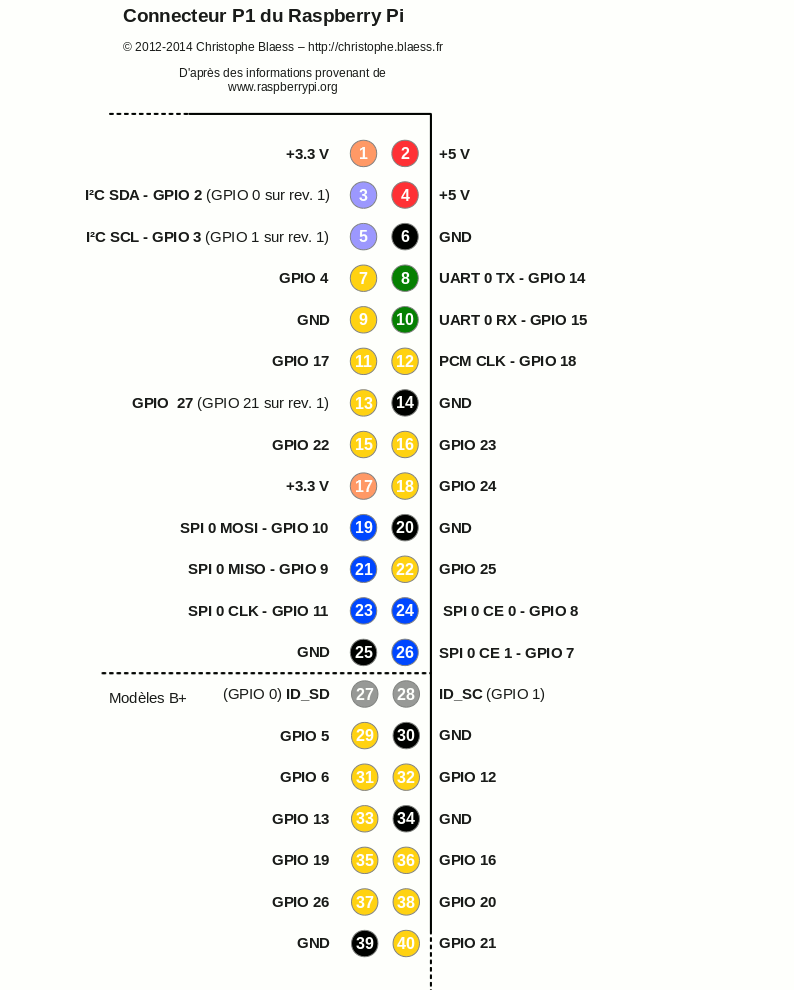 Connecteur P1 du Raspberry Pi
© 2012-2014 Christophe Blaess – http://christophe.blaess.fr
D'après des informations provenant de
www.raspberrypi.org
+3.3 V 1 2 +5 V
I²C SDA - GPIO 2 (GPIO 0 sur rev. 1) 3 4 +5 V
I²C SCL - GPIO 3 (GPIO 1 sur rev. 1) 5 6 GND
GPIO 4 7 8 UART 0 TX - GPIO 14
GND 9 10 UART 0 RX - GPIO 15
GPIO 17 11 12 PCM CLK - GPIO 18
GPIO 27 (GPIO 21 sur rev. 1) 13 14 GND
GPIO 22 15 16 GPIO 23
+3.3 V 17 18 GPIO 24
SPI 0 MOSI - GPIO 10 19 20 GND
SPI 0 MISO - GPIO 9 21 22 GPIO 25
SPI 0 CLK - GPIO 11 23 24 SPI 0 CE 0 - GPIO 8
GND 25 26 SPI 0 CE 1 - GPIO 7
Modèles B+ (GPIO 0) ID_SD 27 28 ID_SC (GPIO 1)
GPIO 5 29 30 GND
GPIO 6 31 32 GPIO 12
GPIO 13 33 34 GND
GPIO 19 35 36 GPIO 16
GPIO 26 37 38 GPIO 20
GND 39 40 GPIO 21